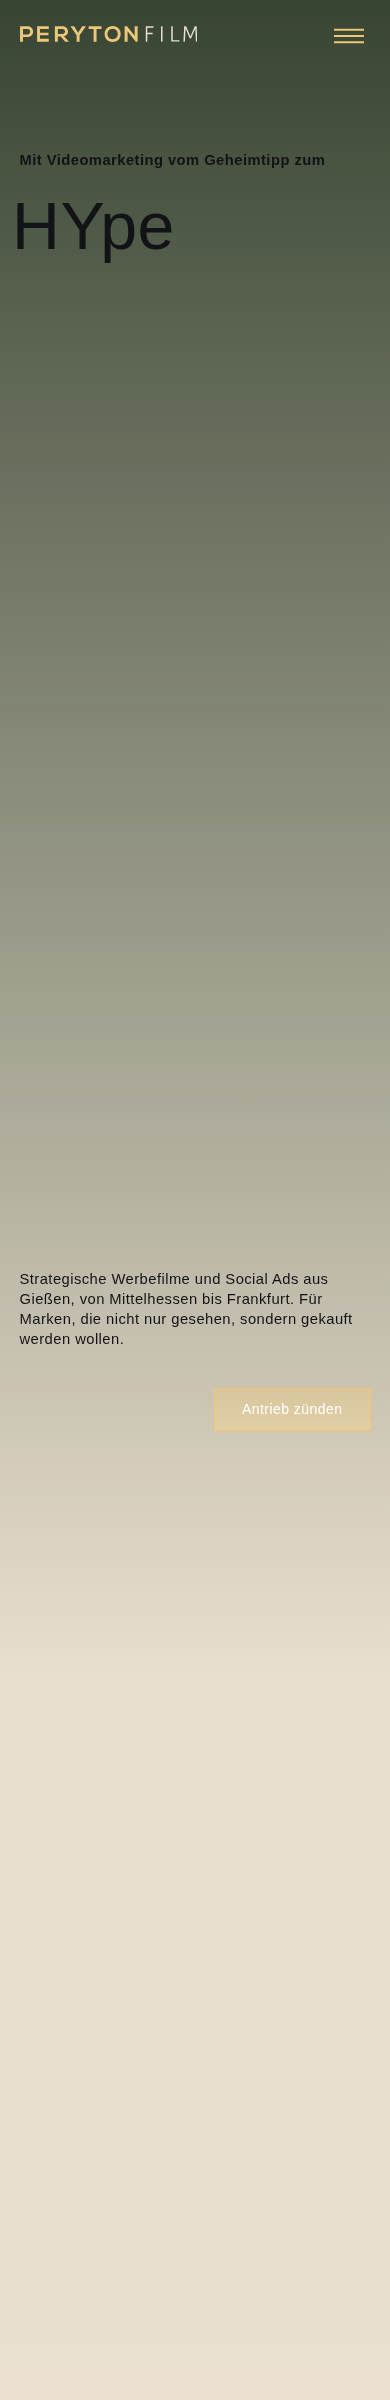 PERYTONFILM
Mit Videomarketing vom Geheimtipp zum
HYpe
Strategische Werbefilme und Social Ads aus
Gießen, von Mittelhessen bis Frankfurt. Für
Marken, die nicht nur gesehen, sondern gekauft
werden wollen.
Antrieb zünden